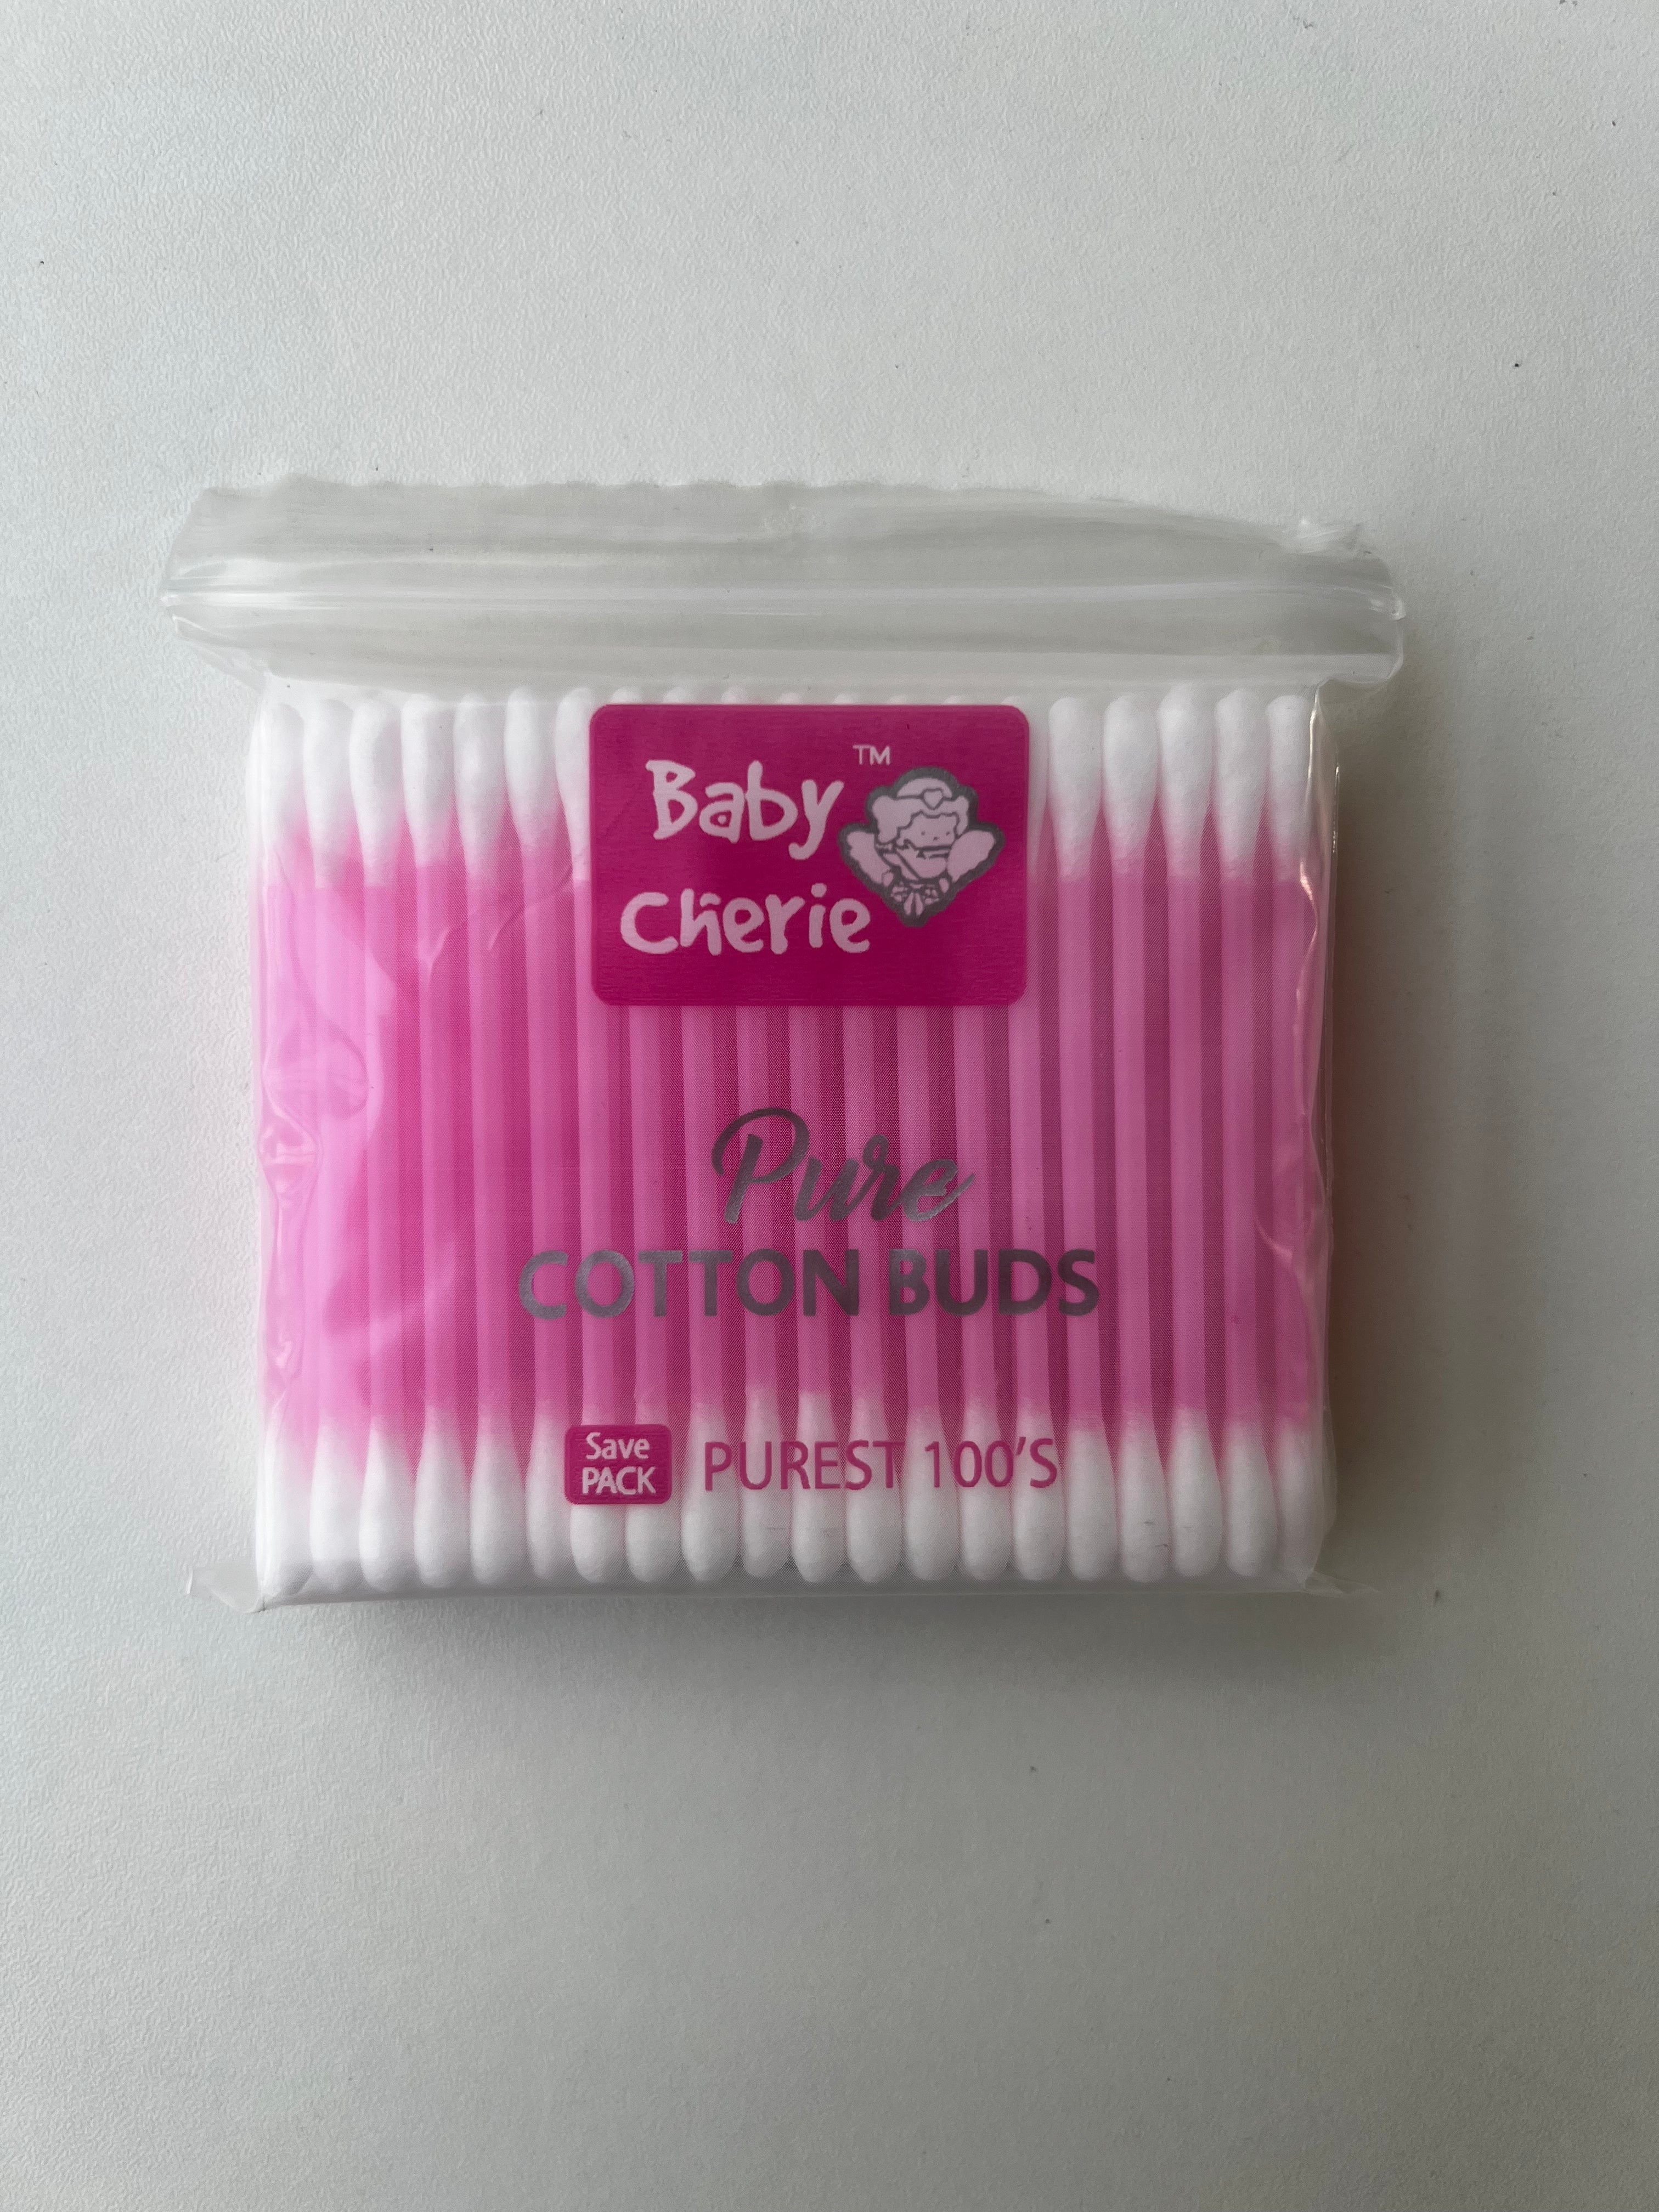 Baby ™
Cherie
Pure
COTTON BUDS
Save
PACK
PUREST 100'S